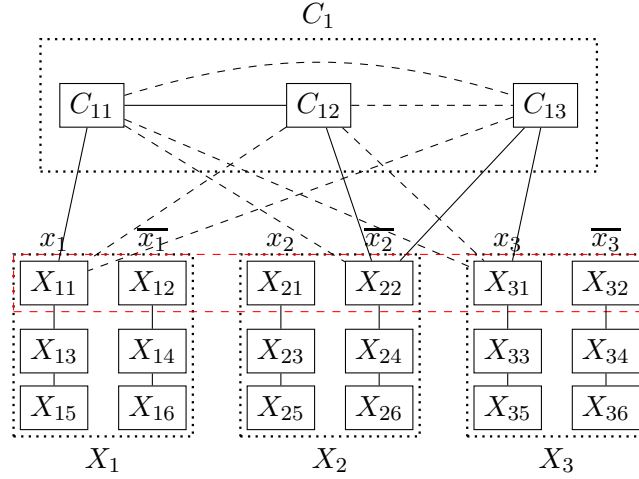 C₁
C₁₁ C₁₂ C₁₃
x₁ x̅₁ x₂ x̅₂ x₃ x̅₃
X₁₁ X₁₂ X₂₁ X₂₂ X₃₁ X₃₂
X₁₃ X₁₄ X₂₃ X₂₄ X₃₃ X₃₄
X₁₅ X₁₆ X₂₅ X₂₆ X₃₅ X₃₆
X₁ X₂ X₃